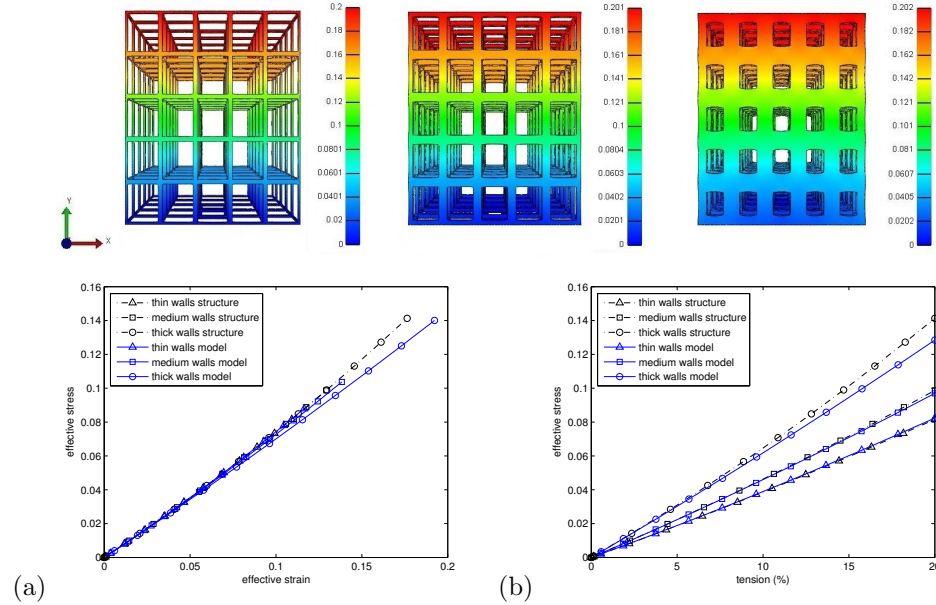 0.2
0.18
0.16
0.14
0.12
0.1
0.0801
0.0601
0.0401
0.02
0
0.201
0.181
0.161
0.141
0.121
0.1
0.0804
0.0603
0.0402
0.0201
0
0.202
0.182
0.161
0.141
0.121
0.101
0.0807
0.0605
0.0403
0.0202
0
Y
X
0.16
0.14
0.12
0.1
0.08
0.06
0.04
0.02
0
effective stress
thin walls structure
medium walls structure
thick walls structure
thin walls model
medium walls model
thick walls model
0 0.05 0.1 0.15 0.2
effective strain
(a)
0.16
0.14
0.12
0.1
0.08
0.06
0.04
0.02
0
effective stress
thin walls structure
medium walls structure
thick walls structure
thin walls model
medium walls model
thick walls model
0 5 10 15 20
tension (%)
(b)